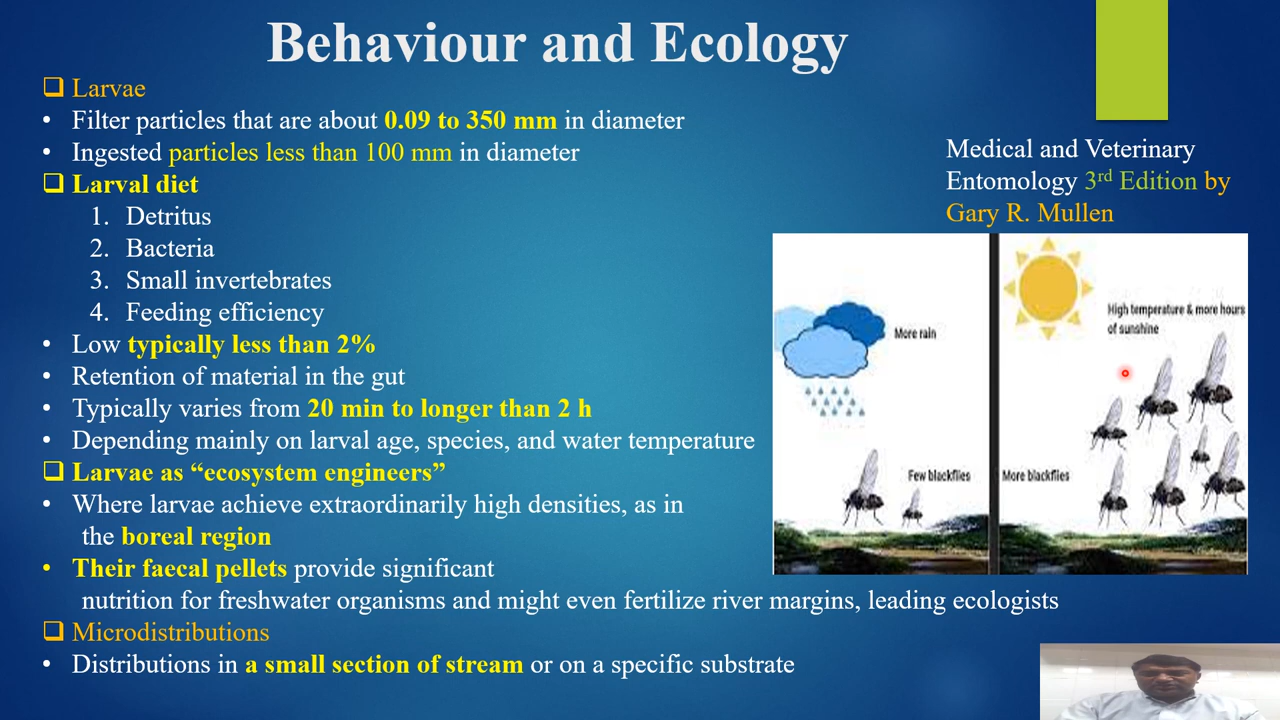 Behaviour and Ecology
❑ Larvae
• Filter particles that are about 0.09 to 350 mm in diameter
• Ingested particles less than 100 mm in diameter
❑ Larval diet
1. Detritus
2. Bacteria
3. Small invertebrates
4. Feeding efficiency
• Low typically less than 2%
• Retention of material in the gut
• Typically varies from 20 min to longer than 2 h
• Depending mainly on larval age, species, and water temperature
❑ Larvae as “ecosystem engineers”
• Where larvae achieve extraordinarily high densities, as in
the boreal region
• Their faecal pellets provide significant
nutrition for freshwater organisms and might even fertilize river margins, leading ecologists
❑ Microdistributions
• Distributions in a small section of stream or on a specific substrate
Medical and Veterinary
Entomology 3rd Edition by
Gary R. Mullen
More rain
Few blackflies
High temperature & more hours
of sunshine
More blackflies